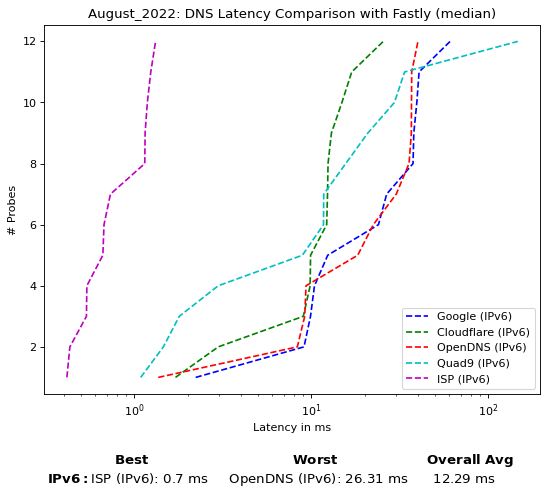 August_2022: DNS Latency Comparison with Fastly (median)
12
10
8
6
4
2
# Probes
Google (IPv6)
Cloudflare (IPv6)
OpenDNS (IPv6)
Quad9 (IPv6)
ISP (IPv6)
10⁰ 10¹ 10²
Latency in ms
Best Worst Overall Avg
IPv6: ISP (IPv6): 0.7 ms OpenDNS (IPv6): 26.31 ms 12.29 ms